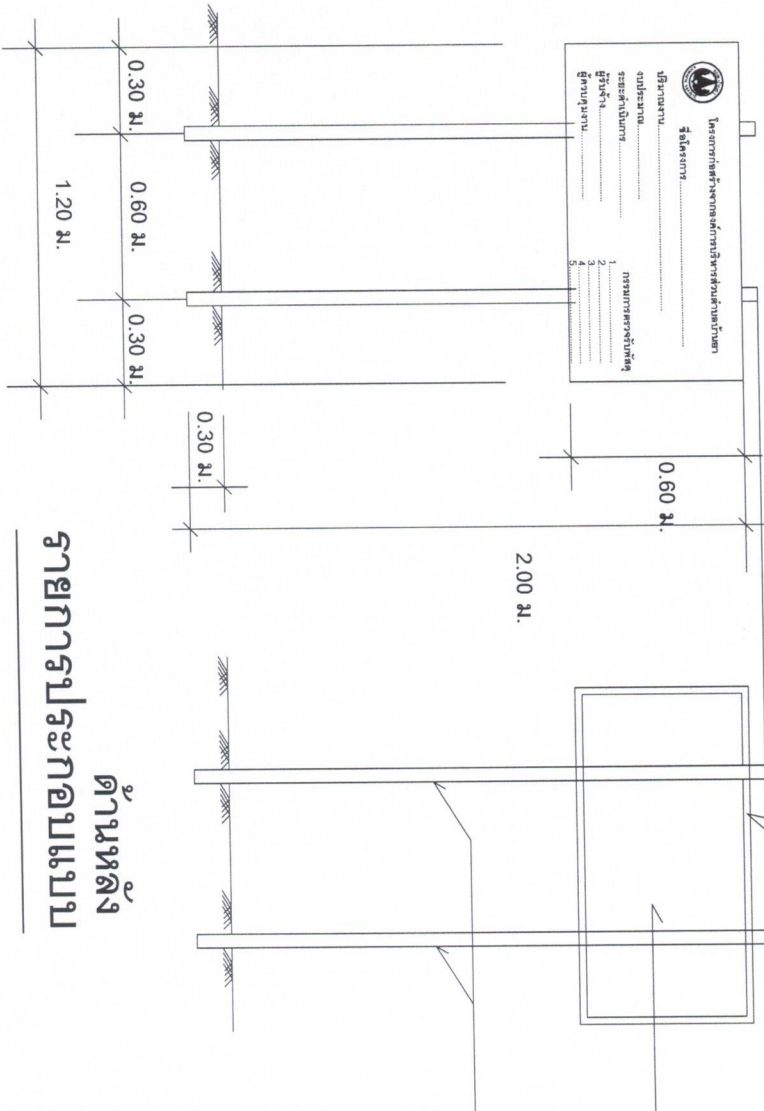 โครงการก่อสร้างจากองค์การบริหารส่วนตำบลบ้านยา
ชื่อโครงการ
ปริมาณงาน
งบประมาณ
ระยะดำเนินการ
ผู้รับจ้าง
ผู้ควบคุมงาน
กรรมการตรวจรับพัสดุ
1
2
3
4
5
0.60 ม.
2.00 ม.
0.30 ม.
0.30 ม.
0.60 ม.
0.30 ม.
1.20 ม.
ด้านหลัง
รายการประกอบแบบ